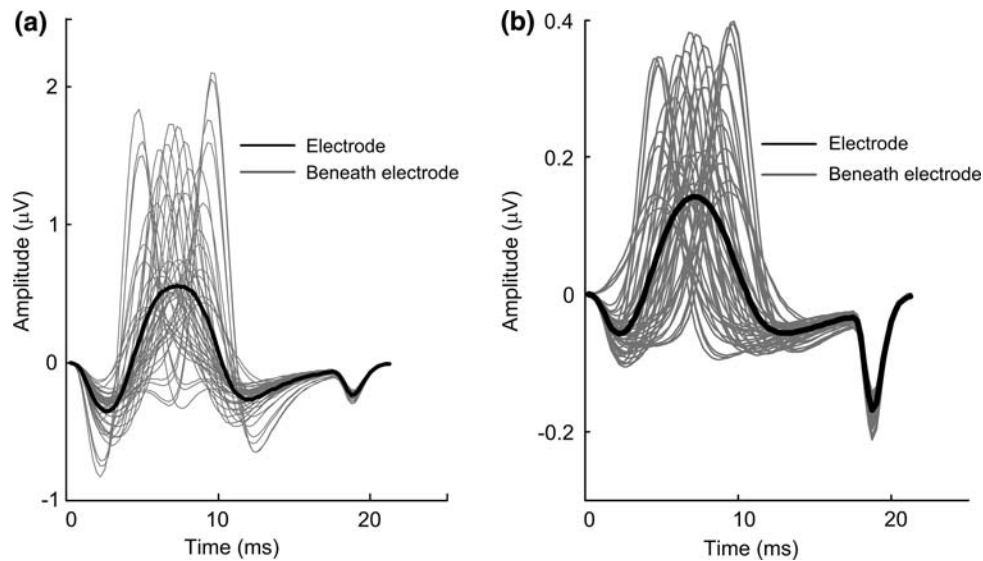 (a)
2
1
0
-1
Amplitude (µV)
Electrode
Beneath electrode
0
10
20
Time (ms)
(b)
0.4
0.2
0
-0.2
Amplitude (µV)
Electrode
Beneath electrode
0
10
20
Time (ms)